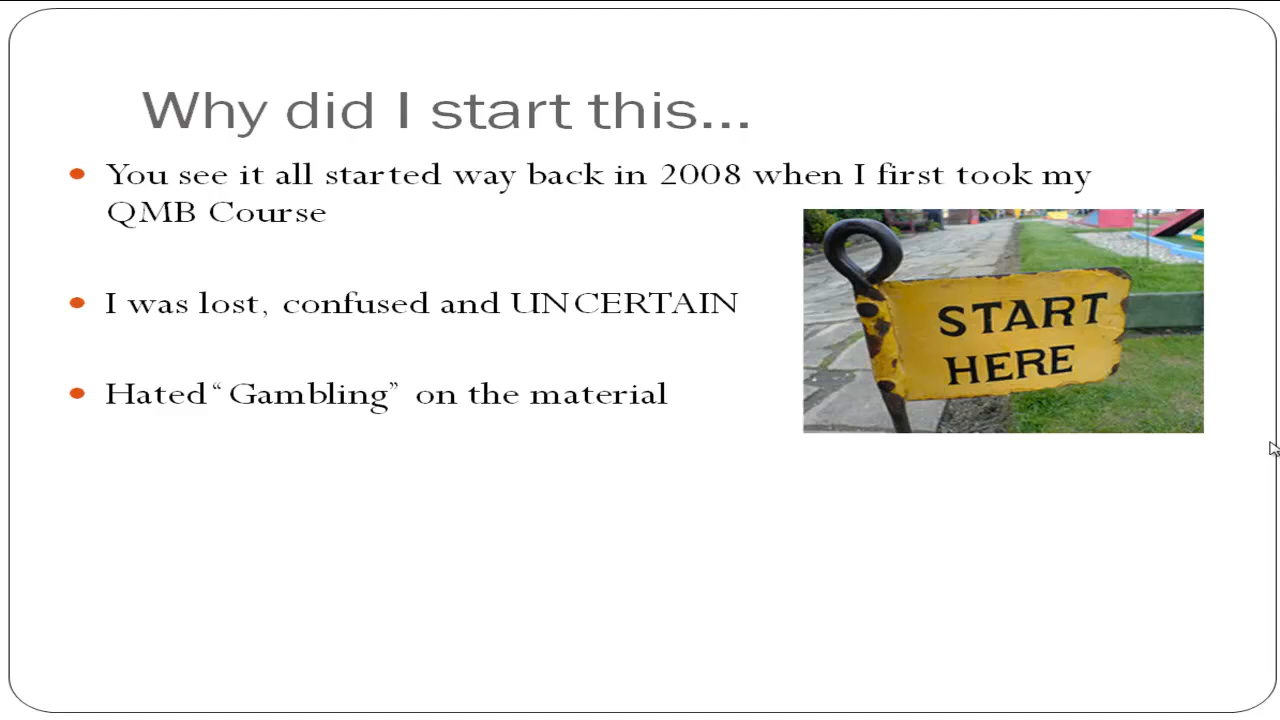 Why did I start this...
You see it all started way back in 2008 when I first took my
QMB Course
I was lost, confused and UNCERTAIN
Hated “Gambling” on the material
START
HERE